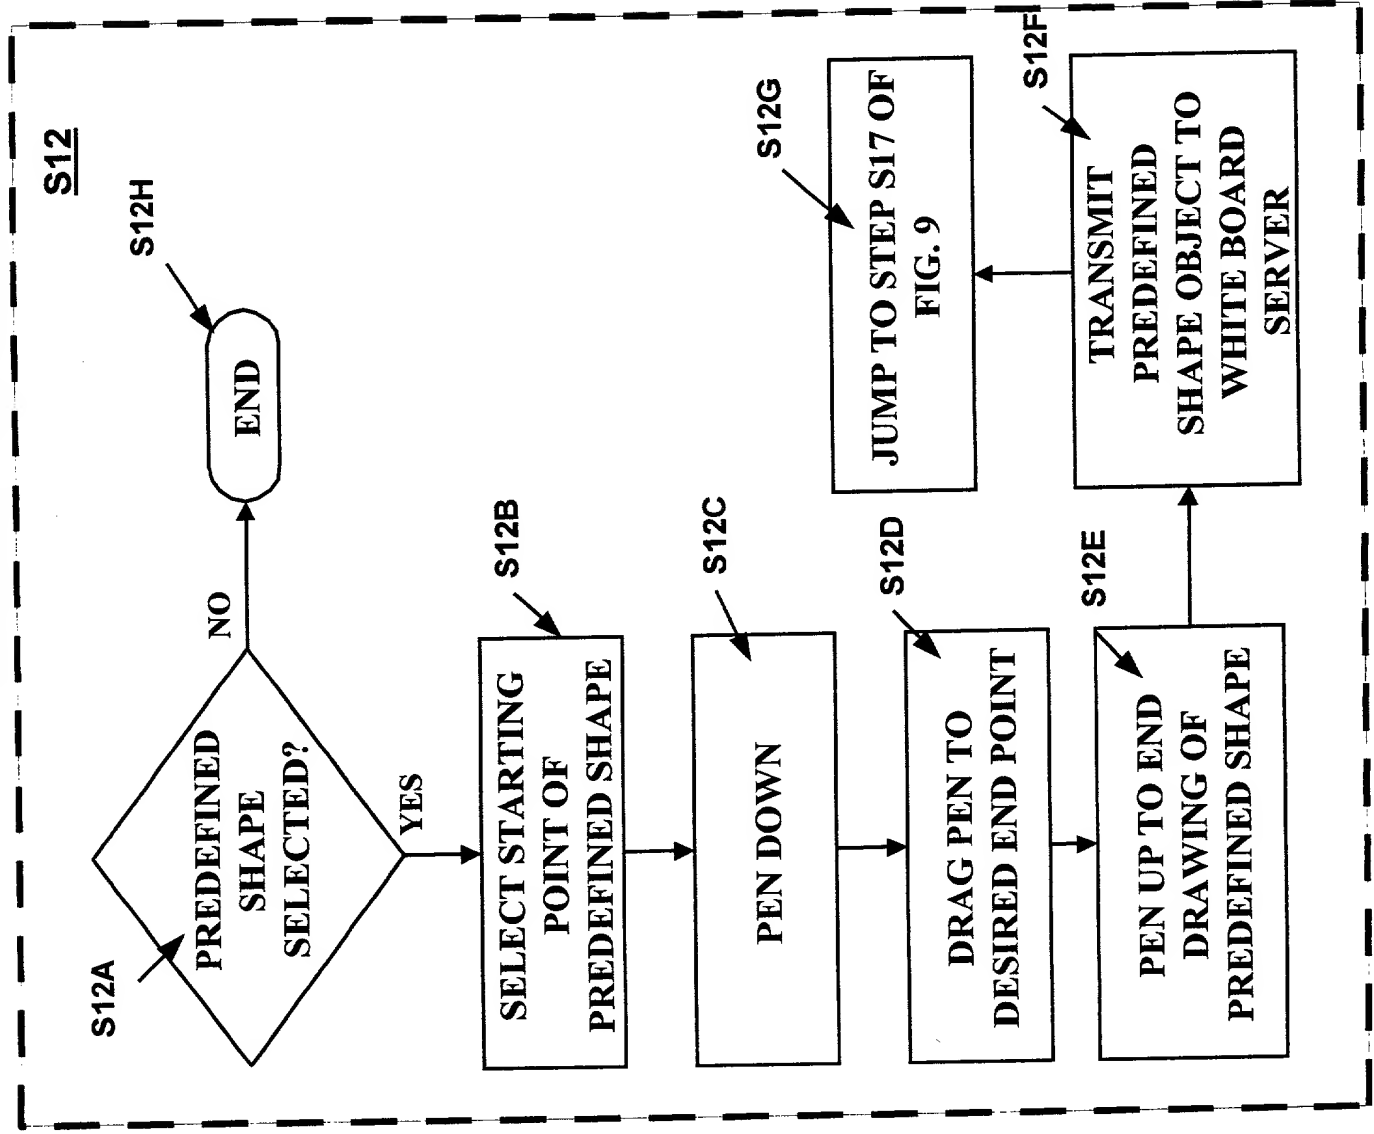 S12
S12A
PREDEFINED
SHAPE
SELECTED?
NO
END
S12H
YES
SELECT STARTING
POINT OF
PREDEFINED SHAPE
S12B
PEN DOWN
S12C
DRAG PEN TO
DESIRED END POINT
S12D
PEN UP TO END
DRAWING OF
PREDEFINED SHAPE
S12E
TRANSMIT
PREDEFINED
SHAPE OBJECT TO
WHITE BOARD
SERVER
S12F
JUMP TO STEP S17 OF
FIG. 9
S12G